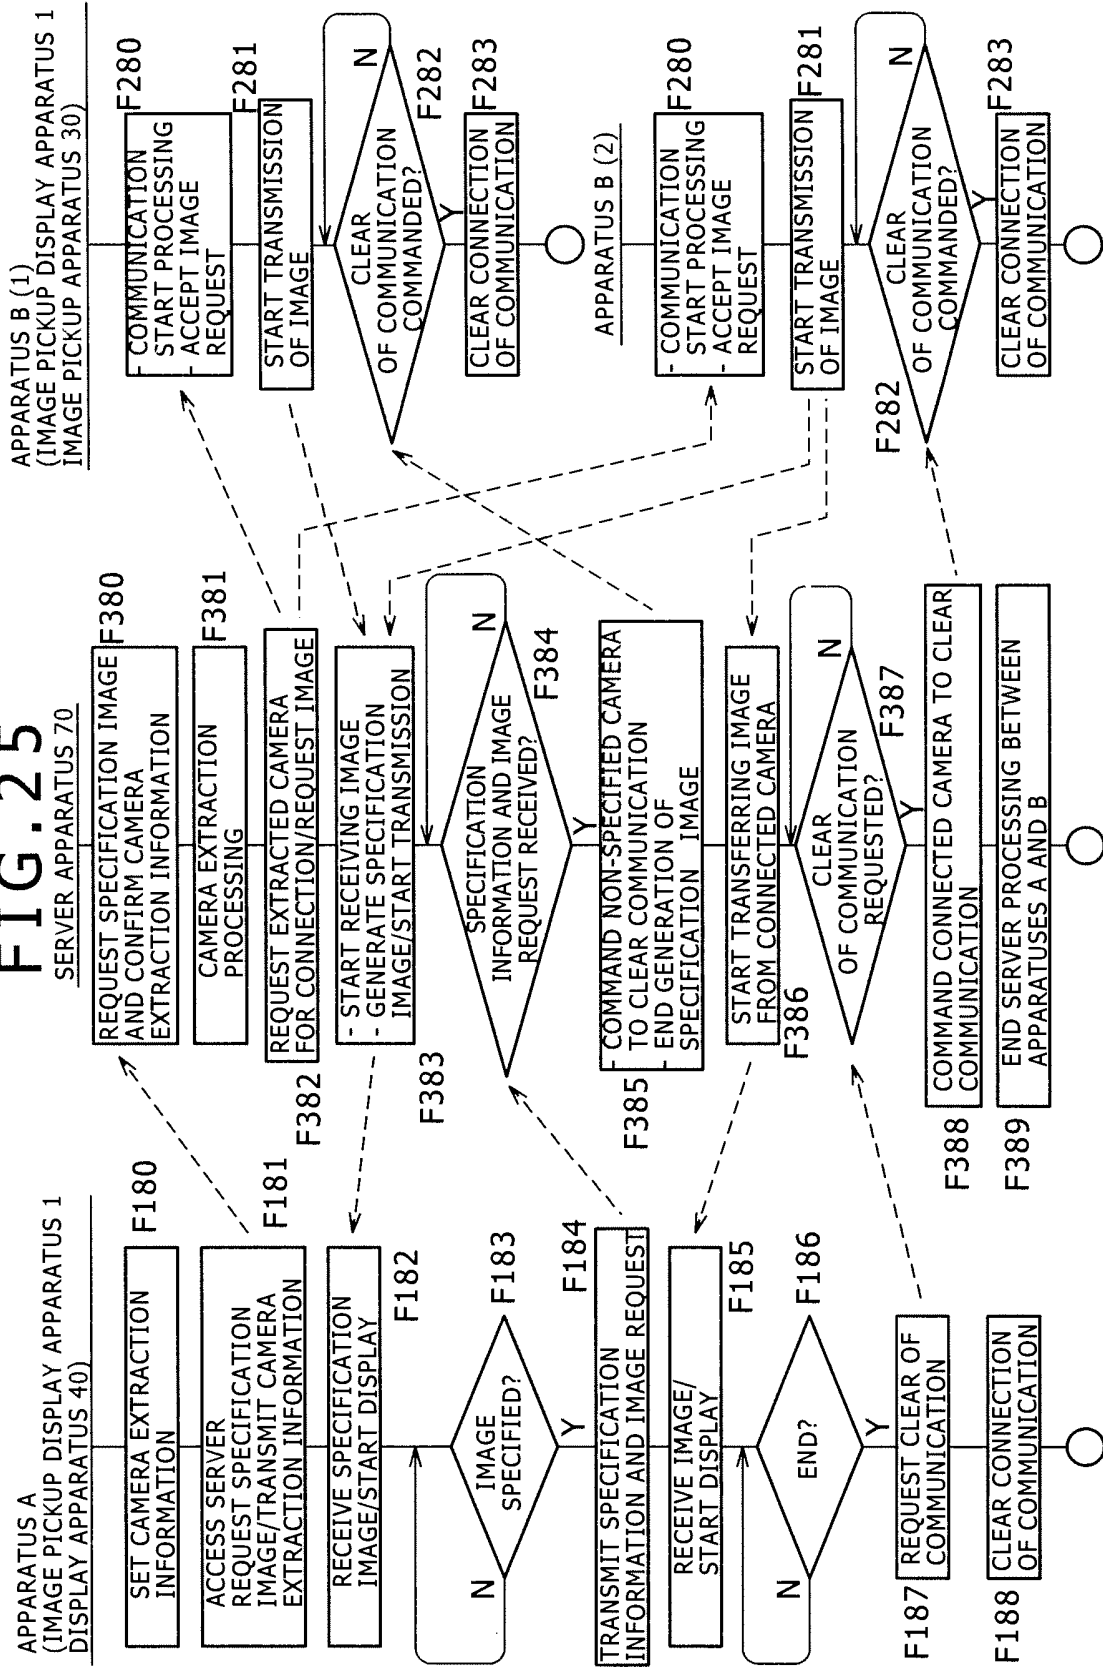 FIG.25
APPARATUS A
(IMAGE PICKUP DISPLAY APPARATUS 1
DISPLAY APPARATUS 40)
SET CAMERA EXTRACTION
INFORMATION
F180
ACCESS SERVER
REQUEST SPECIFICATION
IMAGE/TRANSMIT CAMERA
EXTRACTION INFORMATION
F181
RECEIVE SPECIFICATION
IMAGE/START DISPLAY
F182
IMAGE
SPECIFIED?
F183
N
Y
TRANSMIT SPECIFICATION
INFORMATION AND IMAGE REQUEST
F184
RECEIVE IMAGE/
START DISPLAY
F185
END?
F186
N
Y
REQUEST CLEAR OF
COMMUNICATION
F187
CLEAR CONNECTION
OF COMMUNICATION
F188
SERVER APPARATUS 70
REQUEST SPECIFICATION IMAGE
AND CONFIRM CAMERA
EXTRACTION INFORMATION
F380
CAMERA EXTRACTION
PROCESSING
F381
REQUEST EXTRACTED CAMERA
FOR CONNECTION/REQUEST IMAGE
F382
- START RECEIVING IMAGE
- GENERATE SPECIFICATION
IMAGE/START TRANSMISSION
F383
SPECIFICATION
INFORMATION AND IMAGE
REQUEST RECEIVED?
F384
N
Y
- COMMAND NON-SPECIFIED CAMERA
TO CLEAR COMMUNICATION
- END GENERATION OF
SPECIFICATION IMAGE
F385
START TRANSFERRING IMAGE
FROM CONNECTED CAMERA
F386
CLEAR
OF COMMUNICATION
REQUESTED?
F387
N
Y
COMMAND CONNECTED CAMERA TO CLEAR
COMMUNICATION
F388
END SERVER PROCESSING BETWEEN
APPARATUSES A AND B
F389
APPARATUS B (1)
(IMAGE PICKUP DISPLAY APPARATUS 1
IMAGE PICKUP APPARATUS 30)
- COMMUNICATION
START PROCESSING
- ACCEPT IMAGE
REQUEST
F280
START TRANSMISSION
OF IMAGE
F281
CLEAR
OF COMMUNICATION
COMMANDED?
F282
N
Y
CLEAR CONNECTION
OF COMMUNICATION
F283
APPARATUS B (2)
- COMMUNICATION
START PROCESSING
- ACCEPT IMAGE
REQUEST
F280
START TRANSMISSION
OF IMAGE
F281
CLEAR
OF COMMUNICATION
COMMANDED?
F282
N
Y
CLEAR CONNECTION
OF COMMUNICATION
F283